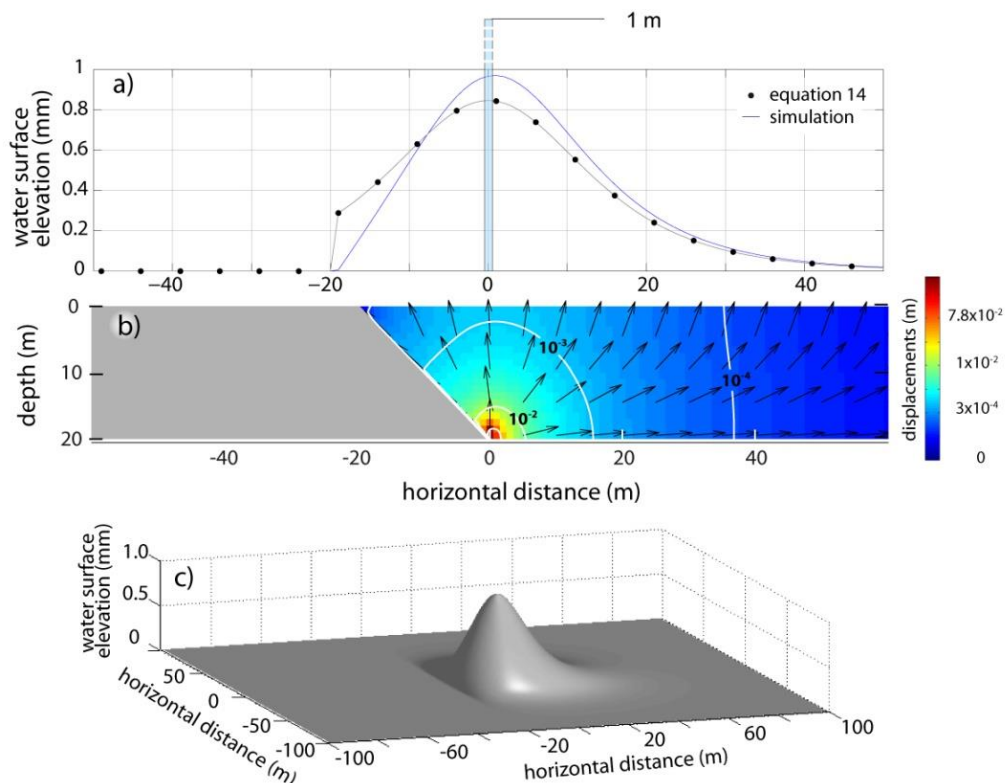 1 m
a)
1
0.8
0.6
0.4
0.2
0
water surface
elevation (mm)
equation 14
simulation
−40 −20 0 20 40
b)
0
10
20
depth (m)
10⁻³
10⁻²
10⁻⁴
-40 -20 0 20 40
horizontal distance (m)
displacements (m)
7.8x10⁻²
1x10⁻²
3x10⁻⁴
0
c)
1.0
0.5
0
water surface
elevation (mm)
50
0
-50
-100
horizontal distance (m)
-100 -60 -20 20 60 100
horizontal distance (m)